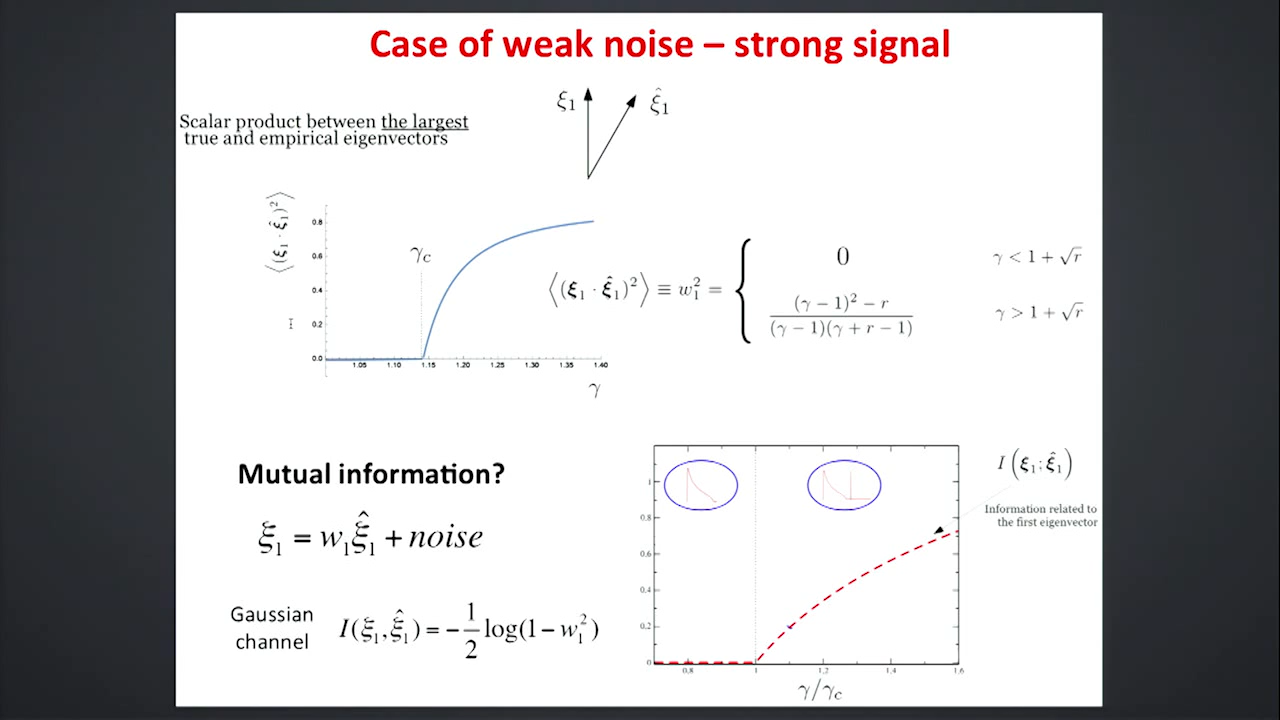 Case of weak noise – strong signal
Scalar product between the largest
true and empirical eigenvectors
ξ₁
ξ̂₁
⟨(ξ₁ · ξ̂₁)²⟩
0.8
0.6
0.4
0.2
0.0
γc
1.05 1.10 1.15 1.20 1.25 1.30 1.35 1.40
γ
⟨(ξ₁ · ξ̂₁)²⟩ ≡ w₁² = { 0 γ < 1 + √r
(γ − 1)² − r / (γ − 1)(γ + r − 1) γ > 1 + √r
Mutual information?
ξ₁ = w₁ξ̂₁ + noise
Gaussian
channel
I(ξ₁, ξ̂₁) = − 1/2 log(1 − w₁²)
1
0,8
0,6
0,4
0,2
0
0,8 1 1,2 1,4 1,6
γ/γc
I(ξ₁; ξ̂₁)
Information related to
the first eigenvector